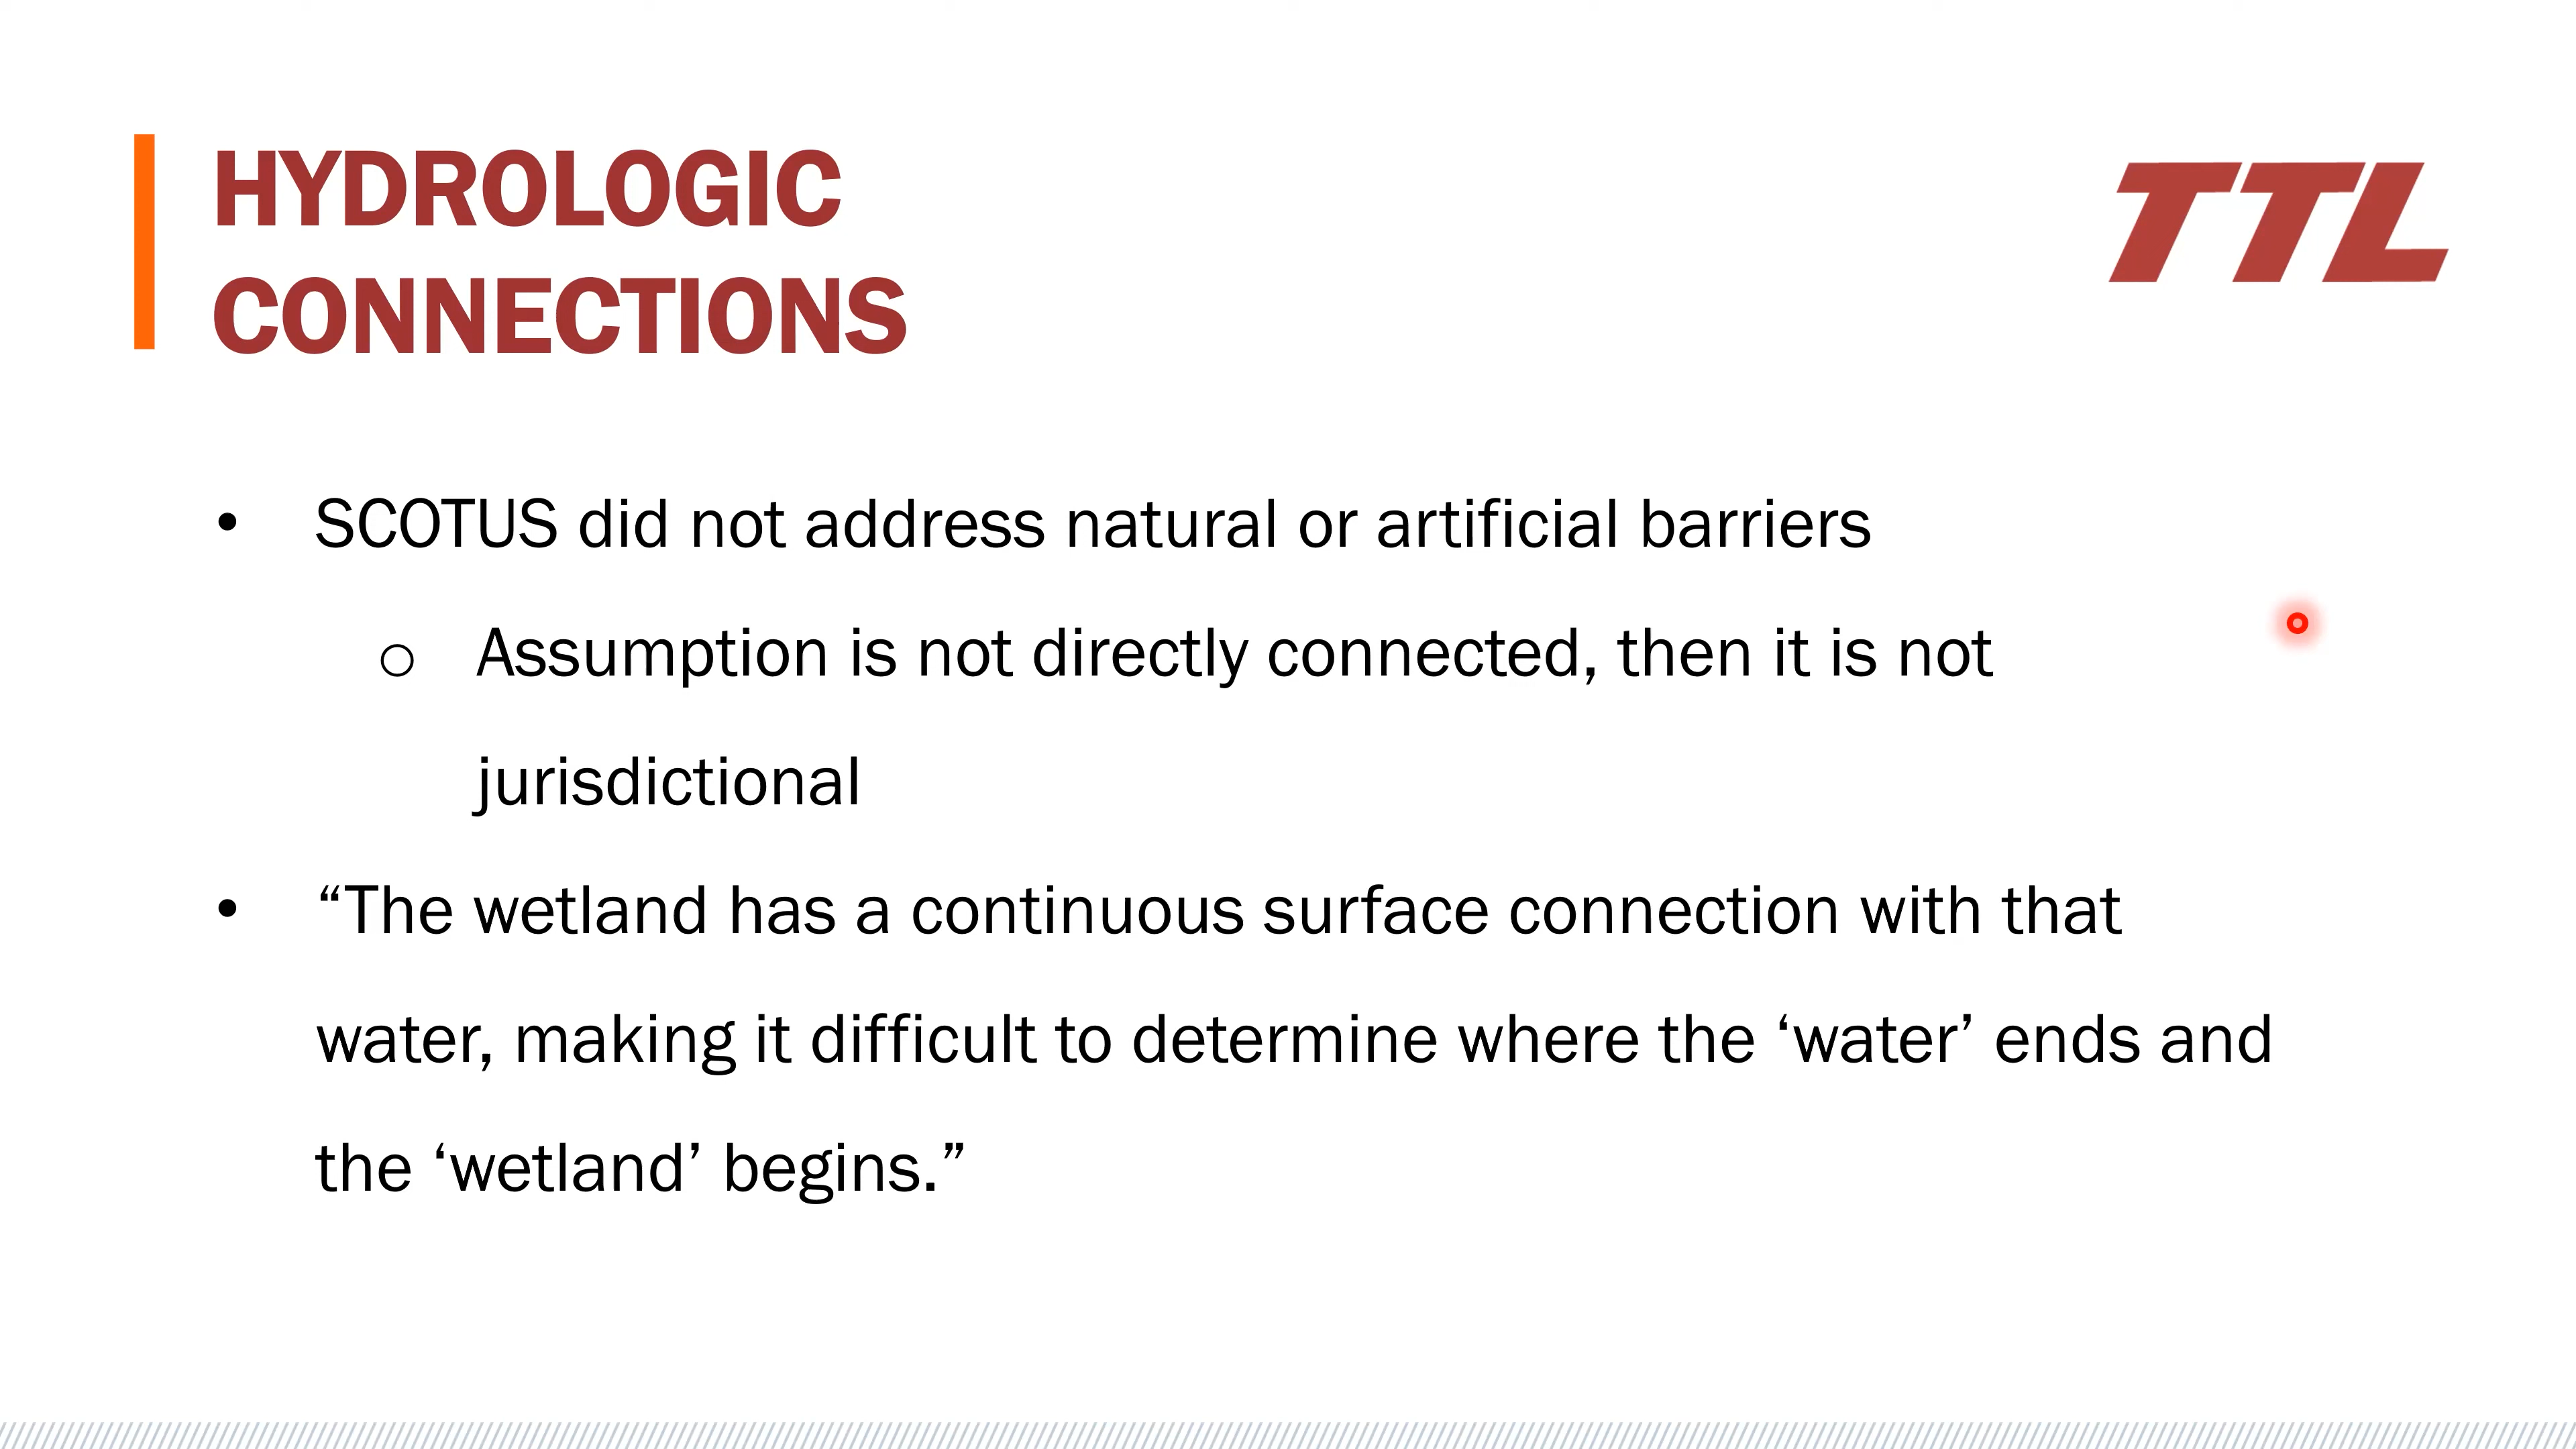 HYDROLOGIC
CONNECTIONS
TTL
• SCOTUS did not address natural or artificial barriers
o Assumption is not directly connected, then it is not
jurisdictional
• “The wetland has a continuous surface connection with that
water, making it difficult to determine where the ‘water’ ends and
the ‘wetland’ begins.”